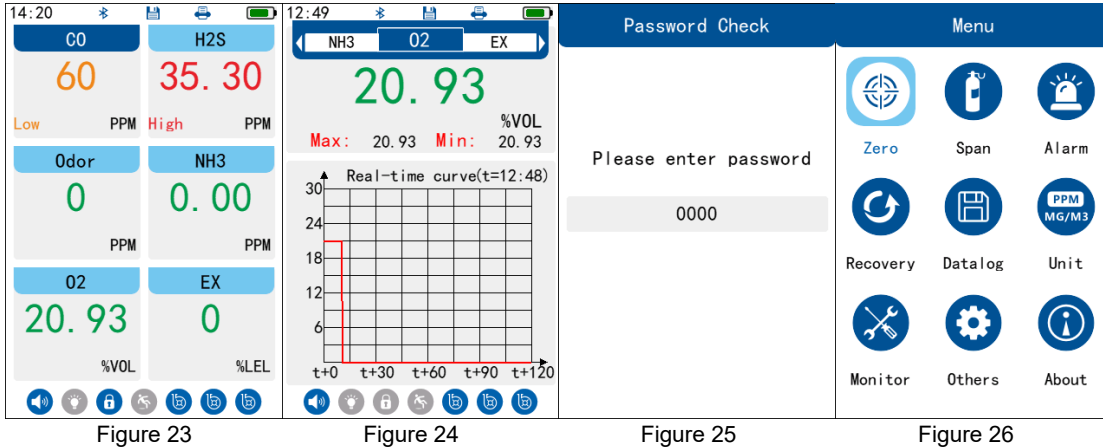 14:20
CO H2S
60 35.30
Low PPM High PPM
Odor NH3
0 0.00
PPM PPM
O2 EX
20.93 0
%VOL %LEL
Figure 23
12:49
NH3 O2 EX
20.93
%VOL
Max: 20.93 Min: 20.93
Real-time curve(t=12:48)
30
24
18
12
6
t+0 t+30 t+60 t+90 t+120
Figure 24
Password Check
Please enter password
0000
Figure 25
Menu
Zero Span Alarm
PPM
MG/M3
Recovery Datalog Unit
Monitor Others About
Figure 26